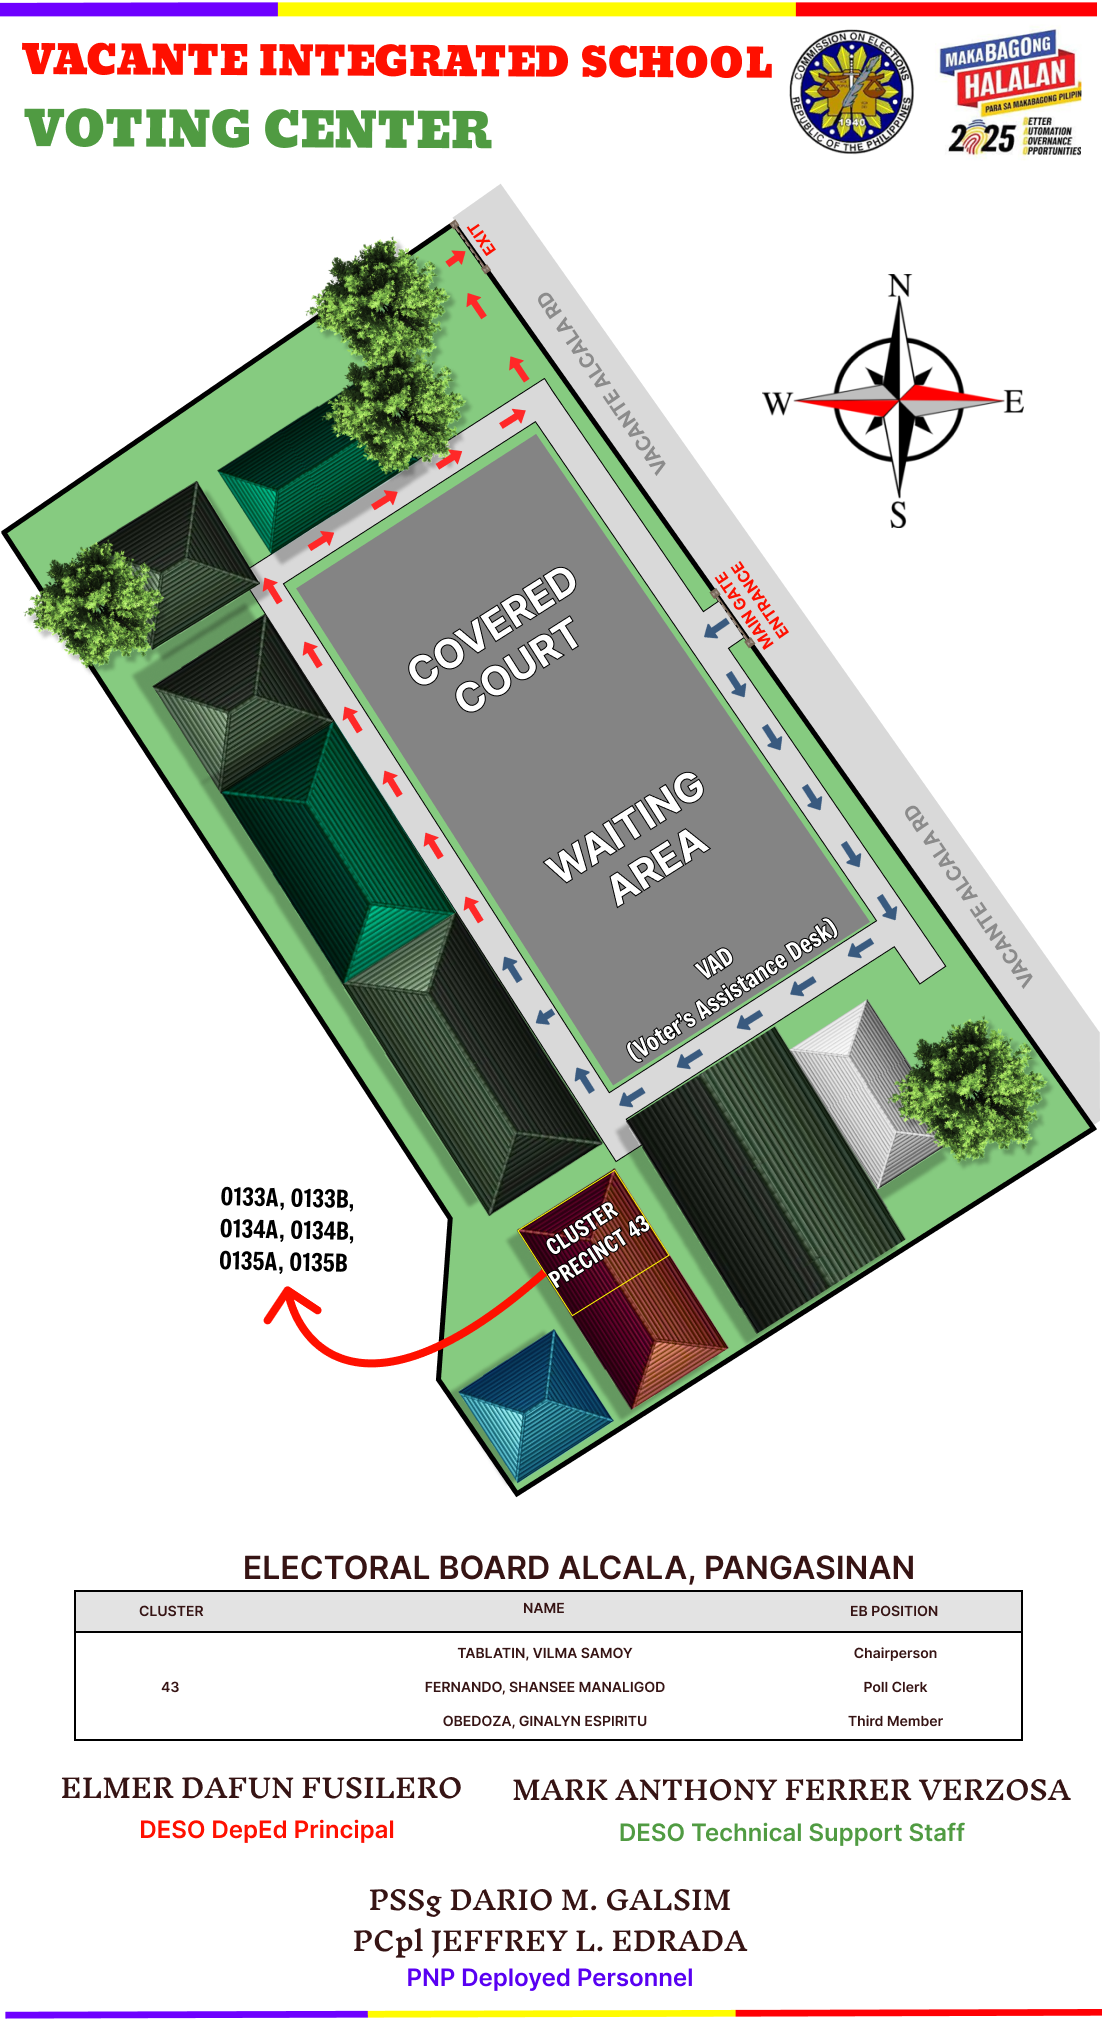 VACANTE INTEGRATED SCHOOL
VOTING CENTER
COMMISSION ON ELECTIONS
REPUBLIC OF THE PHILIPPINES
1940
MAKABAGONG
HALALAN
PARA SA MAKABAGONG PILIPIN
2025
BETTER
AUTOMATION
GOVERNANCE
OPPORTUNITIES
EXIT
VACANTE ALCALA RD
N
W
E
S
MAIN GATE
ENTRANCE
COVERED
COURT
WAITING
AREA
VACANTE ALCALA RD
VAD
(Voter's Assistance Desk)
0133A, 0133B,
0134A, 0134B,
0135A, 0135B
CLUSTER
PRECINCT 43
ELECTORAL BOARD ALCALA, PANGASINAN
CLUSTER NAME EB POSITION
TABLATIN, VILMA SAMOY Chairperson
43 FERNANDO, SHANSEE MANALIGOD Poll Clerk
OBEDOZA, GINALYN ESPIRITU Third Member
ELMER DAFUN FUSILERO
DESO DepEd Principal
MARK ANTHONY FERRER VERZOSA
DESO Technical Support Staff
PSSg DARIO M. GALSIM
PCpl JEFFREY L. EDRADA
PNP Deployed Personnel